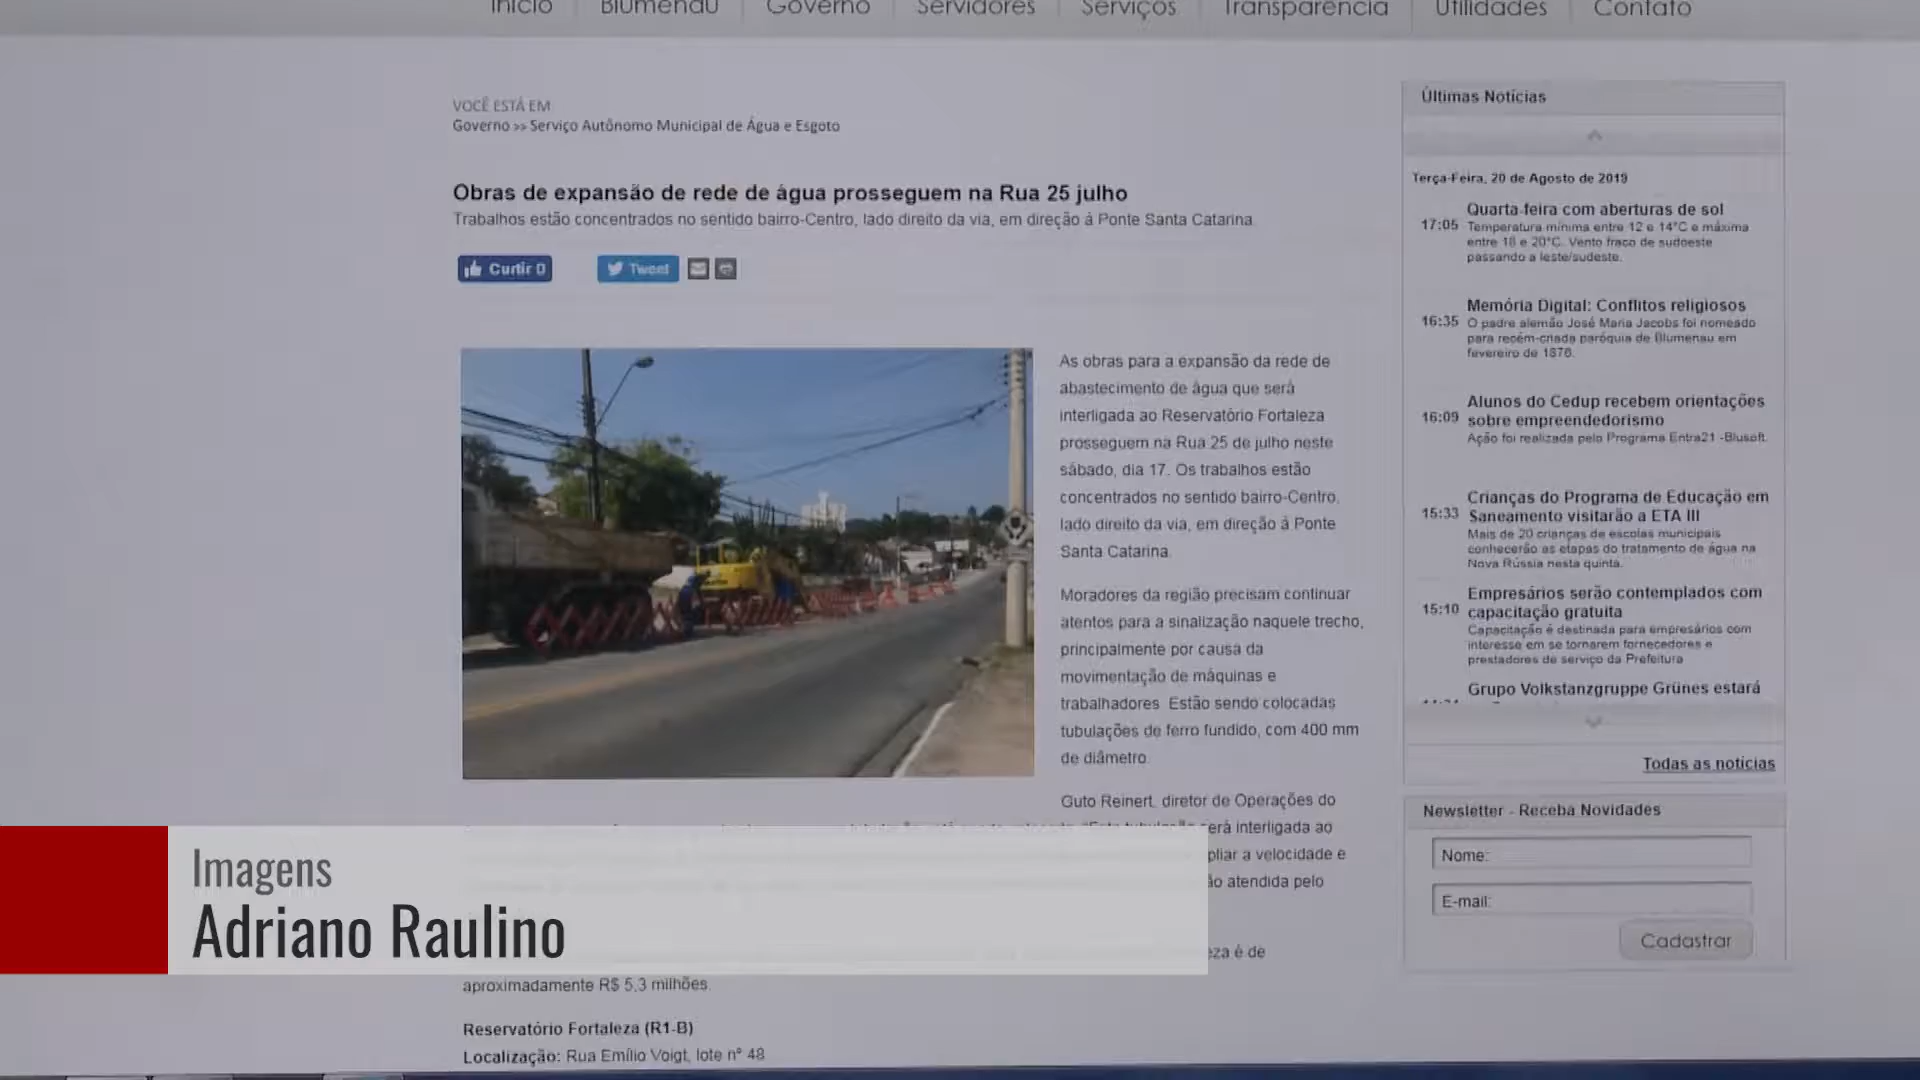 Início Blumenau Governo Servidores Serviços Transparência Utilidades Contato
VOCÊ ESTÁ EM
Governo >> Serviço Autônomo Municipal de Água e Esgoto
Obras de expansão de rede de água prosseguem na Rua 25 julho
Trabalhos estão concentrados no sentido bairro-Centro, lado direito da via, em direção à Ponte Santa Catarina
Curtir 0
Tweet
As obras para a expansão da rede de
abastecimento de água que será
interligada ao Reservatório Fortaleza
prosseguem na Rua 25 de julho neste
sábado, dia 17. Os trabalhos estão
concentrados no sentido bairro-Centro,
lado direito da via, em direção à Ponte
Santa Catarina.
Moradores da região precisam continuar
atentos para a sinalização naquele trecho,
principalmente por causa da
movimentação de máquinas e
trabalhadores. Estão sendo colocadas
tubulações de ferro fundido, com 400 mm
de diâmetro.
Guto Reinert, diretor de Operações do
será interligada ao
a velocidade e
atendida pelo
é de
aproximadamente R$ 5,3 milhões.
Reservatório Fortaleza (R1-B)
Localização: Rua Emílio Voigt, lote nº 48
Últimas Notícias
Terça-Feira, 20 de Agosto de 2019
17:05 Quarta-feira com aberturas de sol
Temperatura mínima entre 12 e 14°C e máxima
entre 18 e 20°C. Vento fraco de sudoeste
passando a leste/sudeste.
16:35 Memória Digital: Conflitos religiosos
O padre alemão José Maria Jacobs foi nomeado
para recém-criada paróquia de Blumenau em
fevereiro de 1876.
16:09 Alunos do Cedup recebem orientações
sobre empreendedorismo
Ação foi realizada pelo Programa Entra21 -Blusoft.
15:33 Crianças do Programa de Educação em
Saneamento visitarão a ETA III
Mais de 20 crianças de escolas municipais
conhecerão as etapas do tratamento de água na
Nova Rússia nesta quinta.
15:10 Empresários serão contemplados com
capacitação gratuita
Capacitação é destinada para empresários com
interesse em se tornarem fornecedores e
prestadores de serviço da Prefeitura
Grupo Volkstanzgruppe Grünes estará
Todas as notícias
Newsletter - Receba Novidades
Nome:
E-mail:
Cadastrar
Imagens
Adriano Raulino